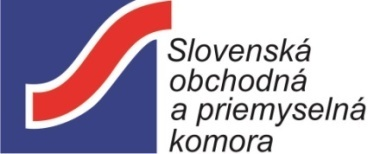 Slovenská
obchodná
a priemyselná
komora